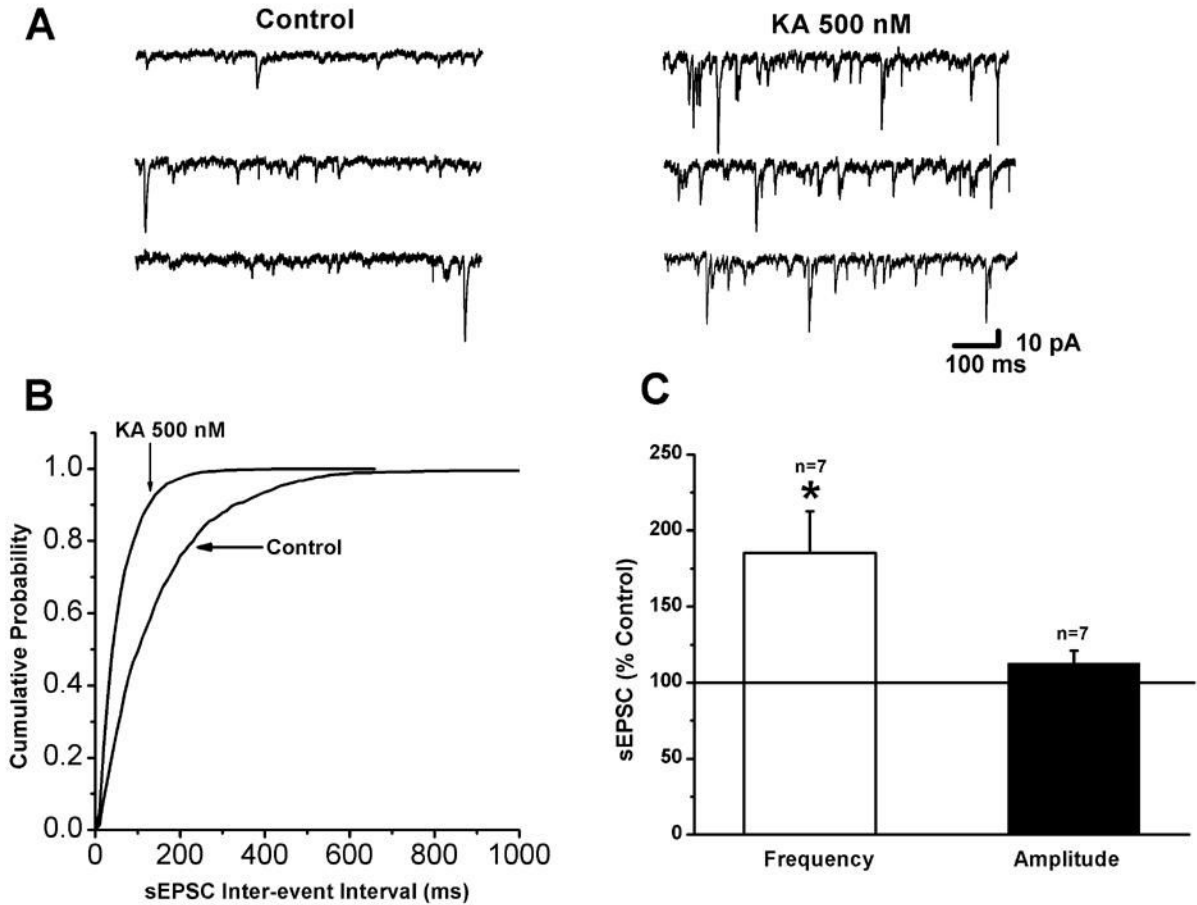 A
Control
KA 500 nM
10 pA
100 ms
B
KA 500 nM
Control
Cumulative Probability
1.0
0.8
0.6
0.4
0.2
0.0
0 200 400 600 800 1000
sEPSC Inter-event Interval (ms)
C
sEPSC (% Control)
250
200
150
100
50
0
n=7
*
n=7
Frequency Amplitude